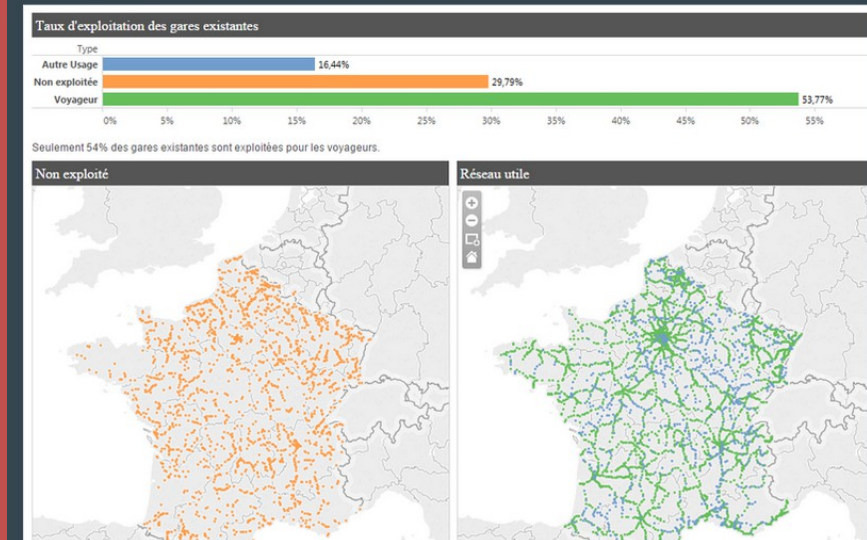 Taux d'exploitation des gares existantes
Type
Autre Usage 16,44%
Non exploitée 29,79%
Voyageur 53,77%
0% 5% 10% 15% 20% 25% 30% 35% 40% 45% 50% 55%
Seulement 54% des gares existantes sont exploitées pour les voyageurs.
Non exploité
Réseau utile